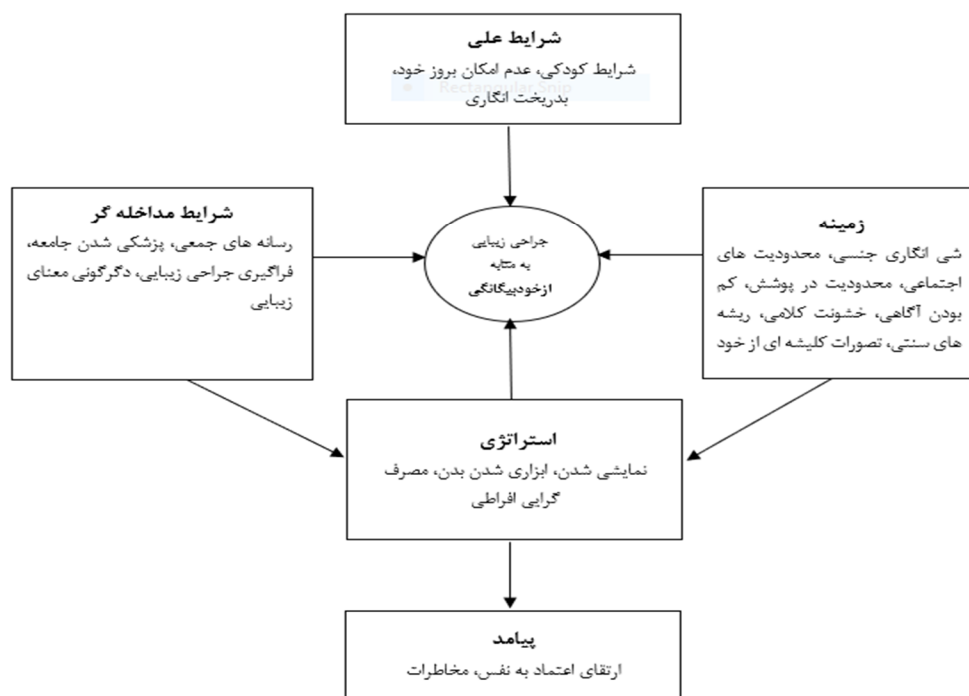 شرایط علی
شرایط کودکی، عدم امکان بروز خود،
Rectangular Snip
بدریخت انگاری
شرایط مداخله گر
رسانه های جمعی، پزشکی شدن جامعه،
فراگیری جراحی زیبایی، دگرگونی معنای
زیبایی
جراحی زیبایی
به مثابه
ازخودبیگانگی
زمینه
شی انگاری جنسی، محدودیت های
اجتماعی، محدودیت در پوشش، کم
بودن آگاهی، خشونت کلامی، ریشه
های سنتی، تصورات کلیشه ای از خود
استراتژی
نمایشی شدن، ابزاری شدن بدن، مصرف
گرایی افراطی
پیامد
ارتقای اعتماد به نفس، مخاطرات